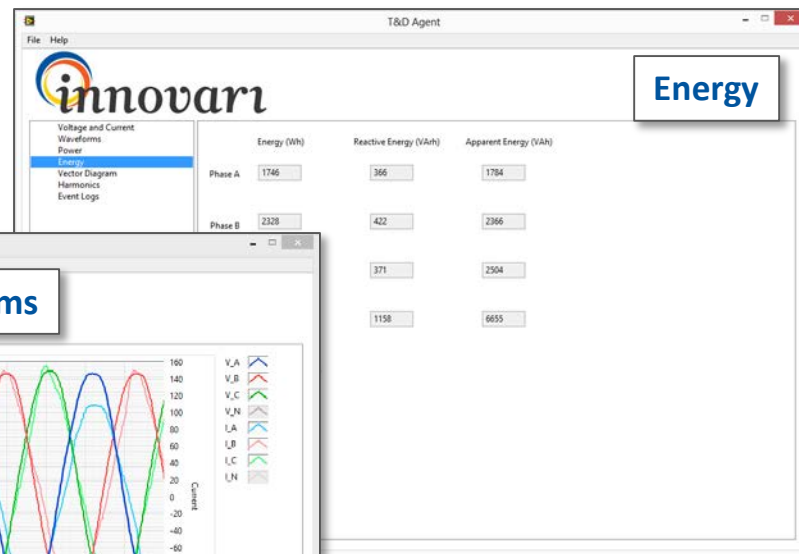 T&D Agent
File Help
innovari
Energy
Voltage and Current
Waveforms
Power
Energy
Vector Diagram
Harmonics
Event Logs
Energy (Wh) Reactive Energy (VArh) Apparent Energy (VAh)
Phase A 1746 366 1784
Phase B 2328 422 2366
371 2504
1158 6655
ms
160
140
120
100
80
60
40
20
0
-20
-40
-60
Current
V_A
V_B
V_C
V_N
I_A
I_B
I_C
I_N